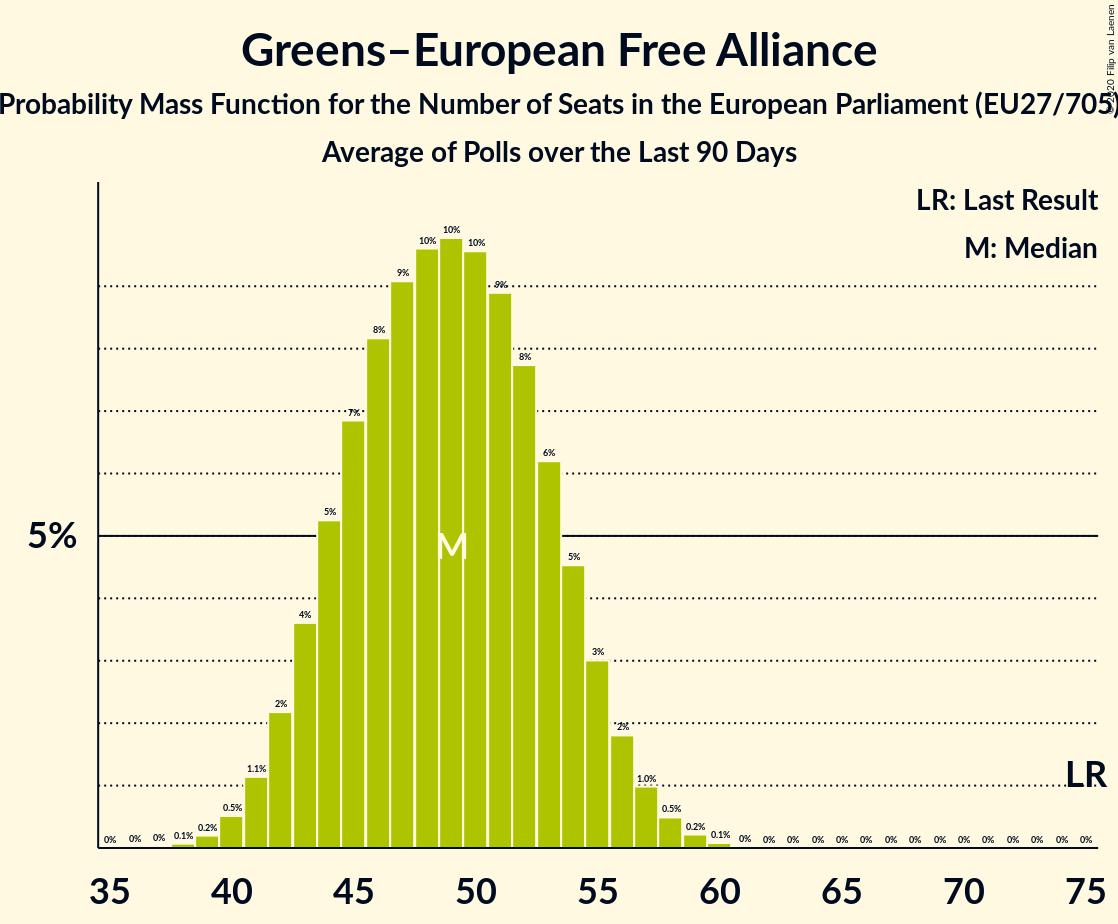 Greens–European Free Alliance
Probability Mass Function for the Number of Seats in the European Parliament (EU27/705)
Average of Polls over the Last 90 Days
© 2020 Filip van Laenen
LR: Last Result
M: Median
5%
0% 0% 0% 0.1% 0.2% 0.5% 1.1% 2% 4% 5% 7% 8% 9% 10% 10% 10% 9% 8% 6% 5% 3% 2% 1.0% 0.5% 0.2% 0.1% 0% 0% 0% 0% 0% 0% 0% 0% 0% 0% 0% 0% 0% 0% 0%
M
LR
35 40 45 50 55 60 65 70 75